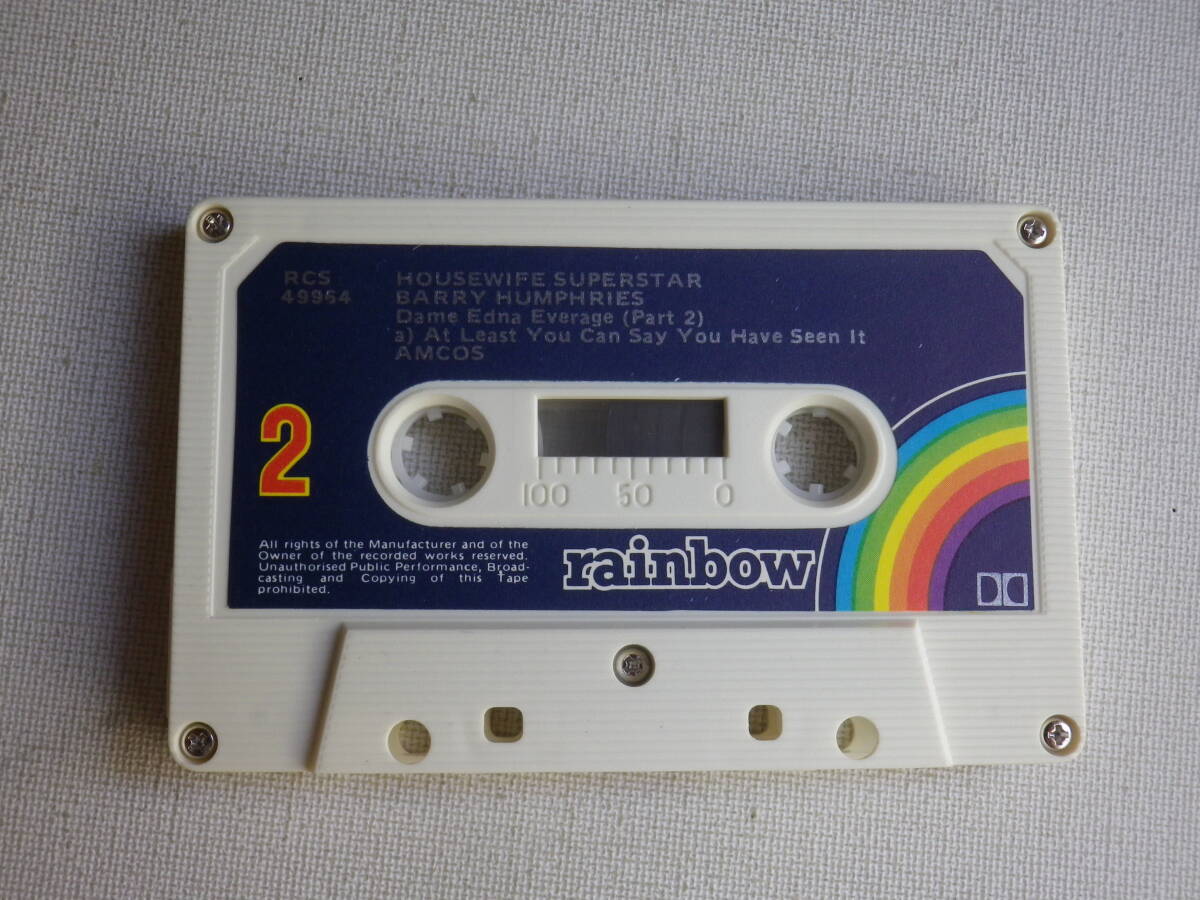 RCS
49954
HOUSEWIFE SUPERSTAR
BARRY HUMPHRIES
Dame Edna Everage (Part 2)
a) At Least You Can Say You Have Seen It
AMCOS
2
100 50 0
All rights of the Manufacturer and of the
Owner of the recorded works reserved.
Unauthorised Public Performance, Broad-
casting and Copying of this Tape
prohibited.
rainbow